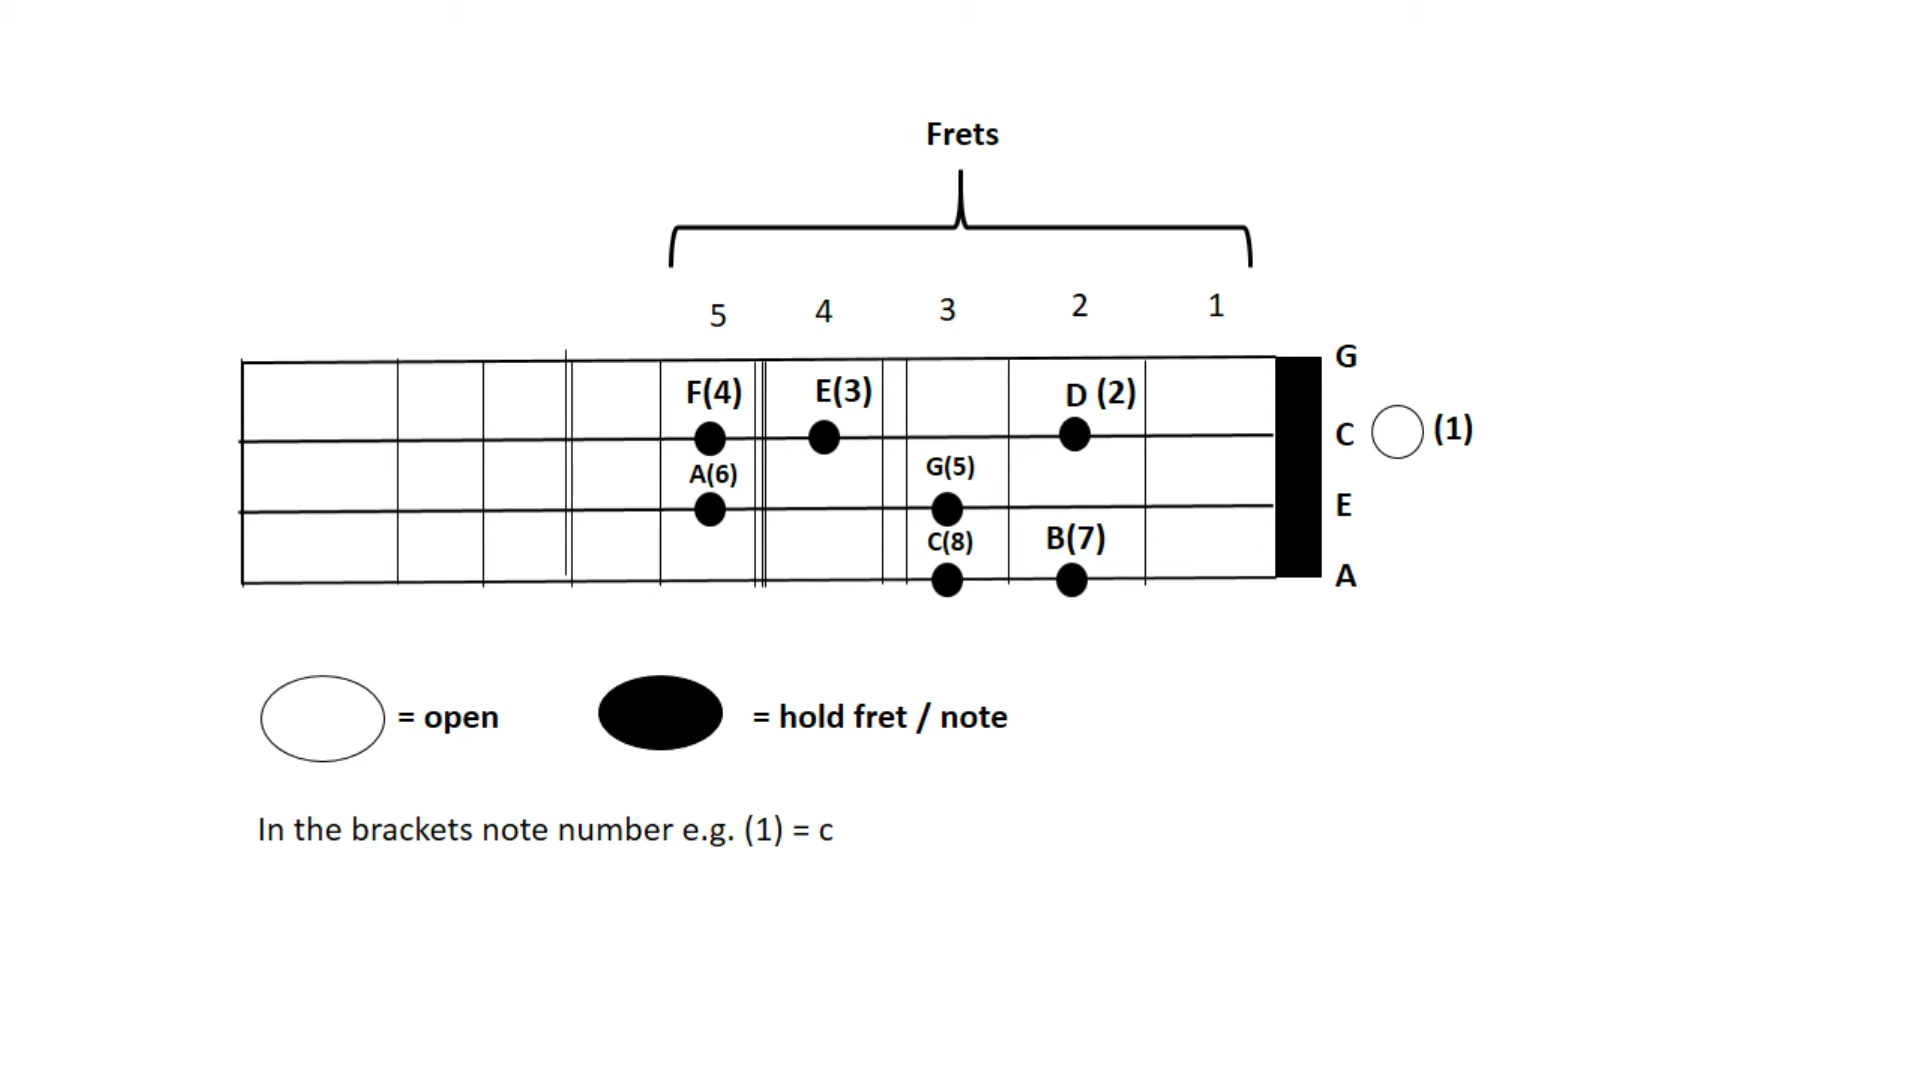 Frets
5 4 3 2 1
G
F(4) E(3) D (2)
C (1)
A(6) G(5)
E
C(8) B(7)
A
= open = hold fret / note
In the brackets note number e.g. (1) = c